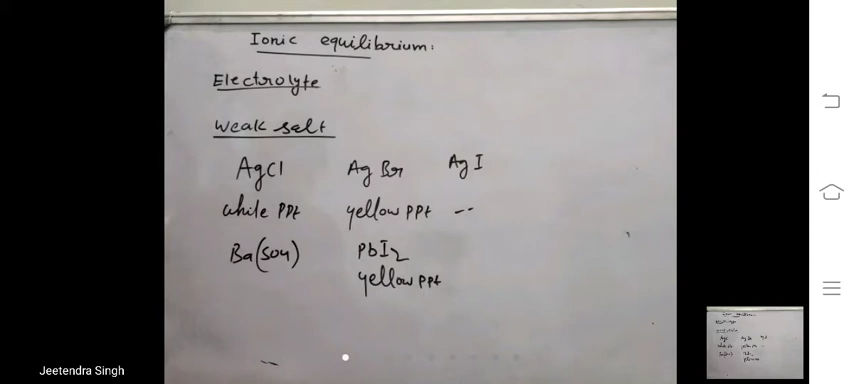 Ionic equilibrium:
Electrolyte
Weak salt
AgCl AgBr AgI
white PPt yellow PPt --
Ba(SO4) PbI2
yellow PPt
Jeetendra Singh